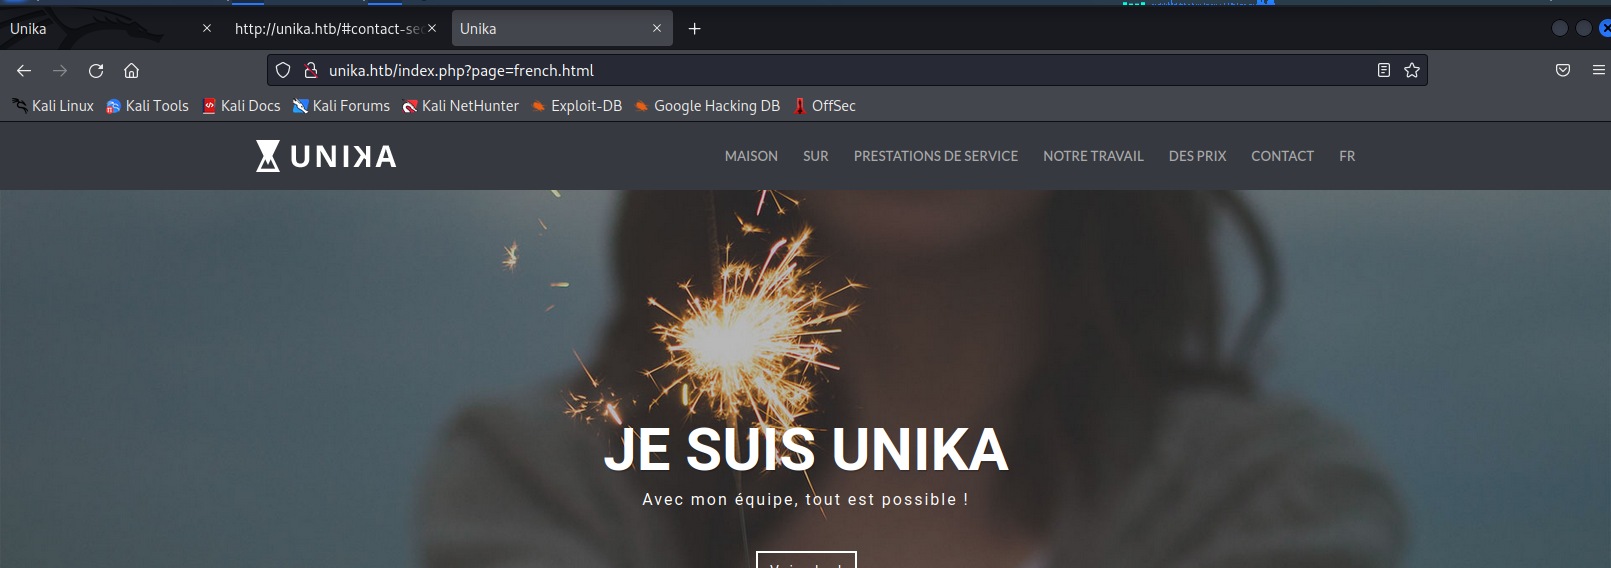 Unika
http://unika.htb/#contact-sec
Unika
unika.htb/index.php?page=french.html
Kali Linux Kali Tools Kali Docs Kali Forums Kali NetHunter Exploit-DB Google Hacking DB OffSec
UNIKA
MAISON SUR PRESTATIONS DE SERVICE NOTRE TRAVAIL DES PRIX CONTACT FR
JE SUIS UNIKA
Avec mon équipe, tout est possible !